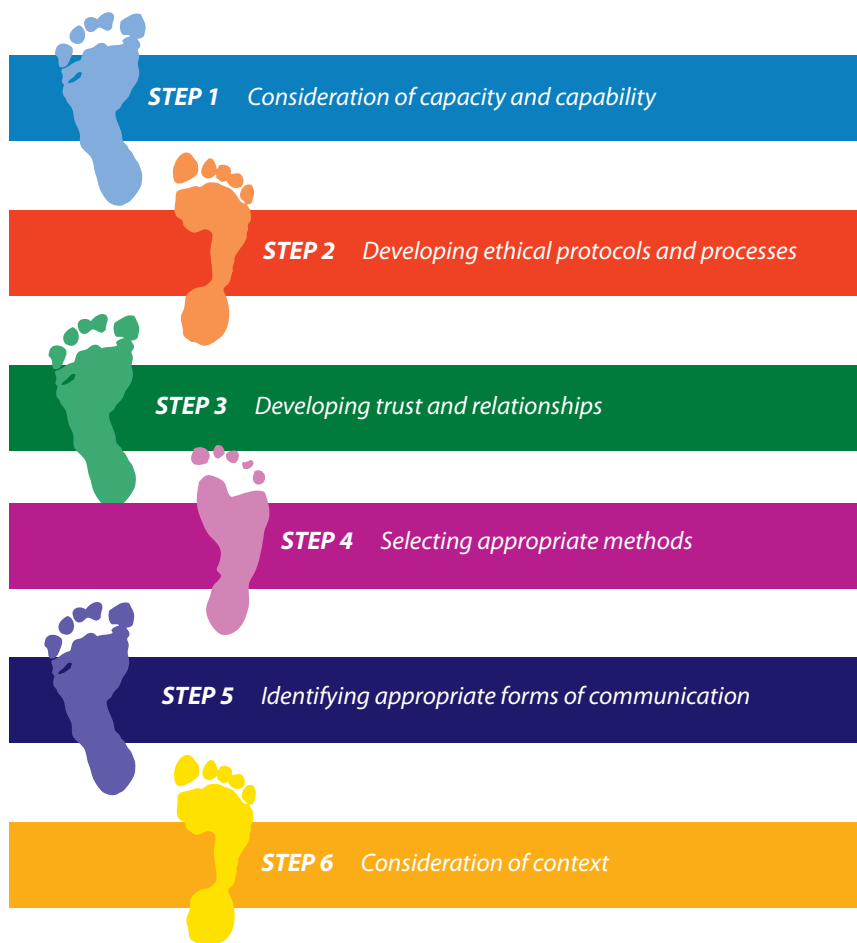 STEP 1 Consideration of capacity and capability
STEP 2 Developing ethical protocols and processes
STEP 3 Developing trust and relationships
STEP 4 Selecting appropriate methods
STEP 5 Identifying appropriate forms of communication
STEP 6 Consideration of context